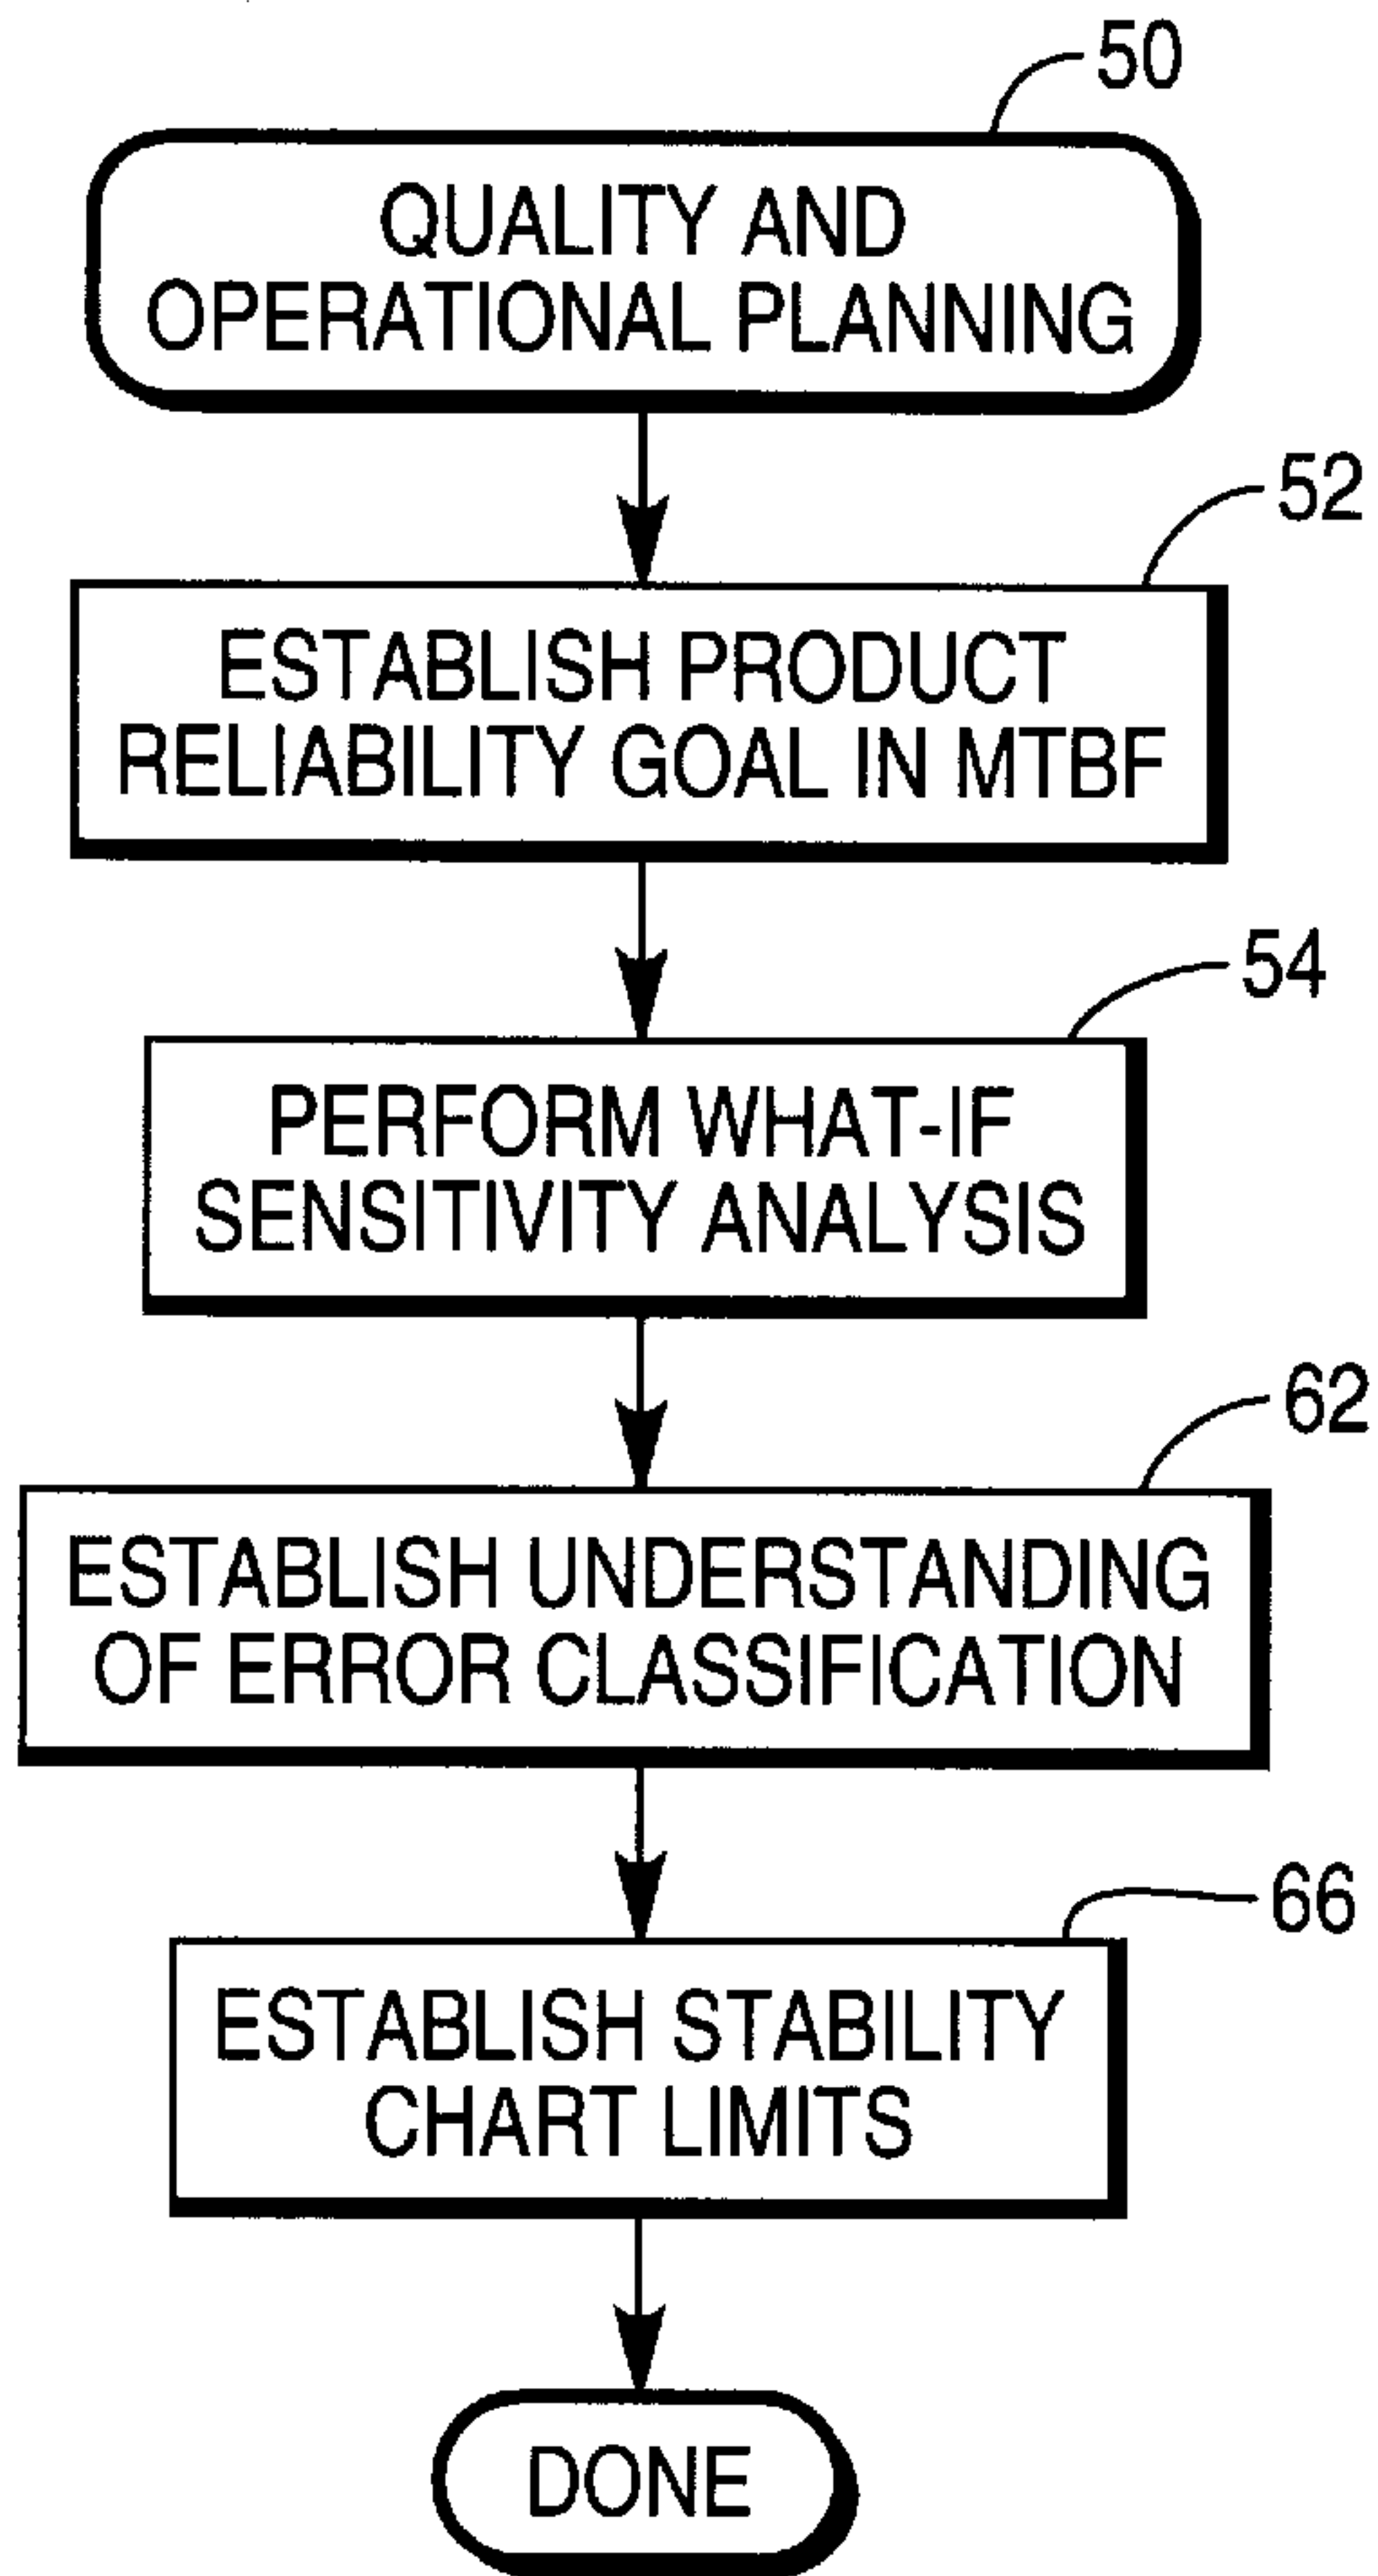 50
QUALITY AND
OPERATIONAL PLANNING
52
ESTABLISH PRODUCT
RELIABILITY GOAL IN MTBF
54
PERFORM WHAT-IF
SENSITIVITY ANALYSIS
62
ESTABLISH UNDERSTANDING
OF ERROR CLASSIFICATION
66
ESTABLISH STABILITY
CHART LIMITS
DONE